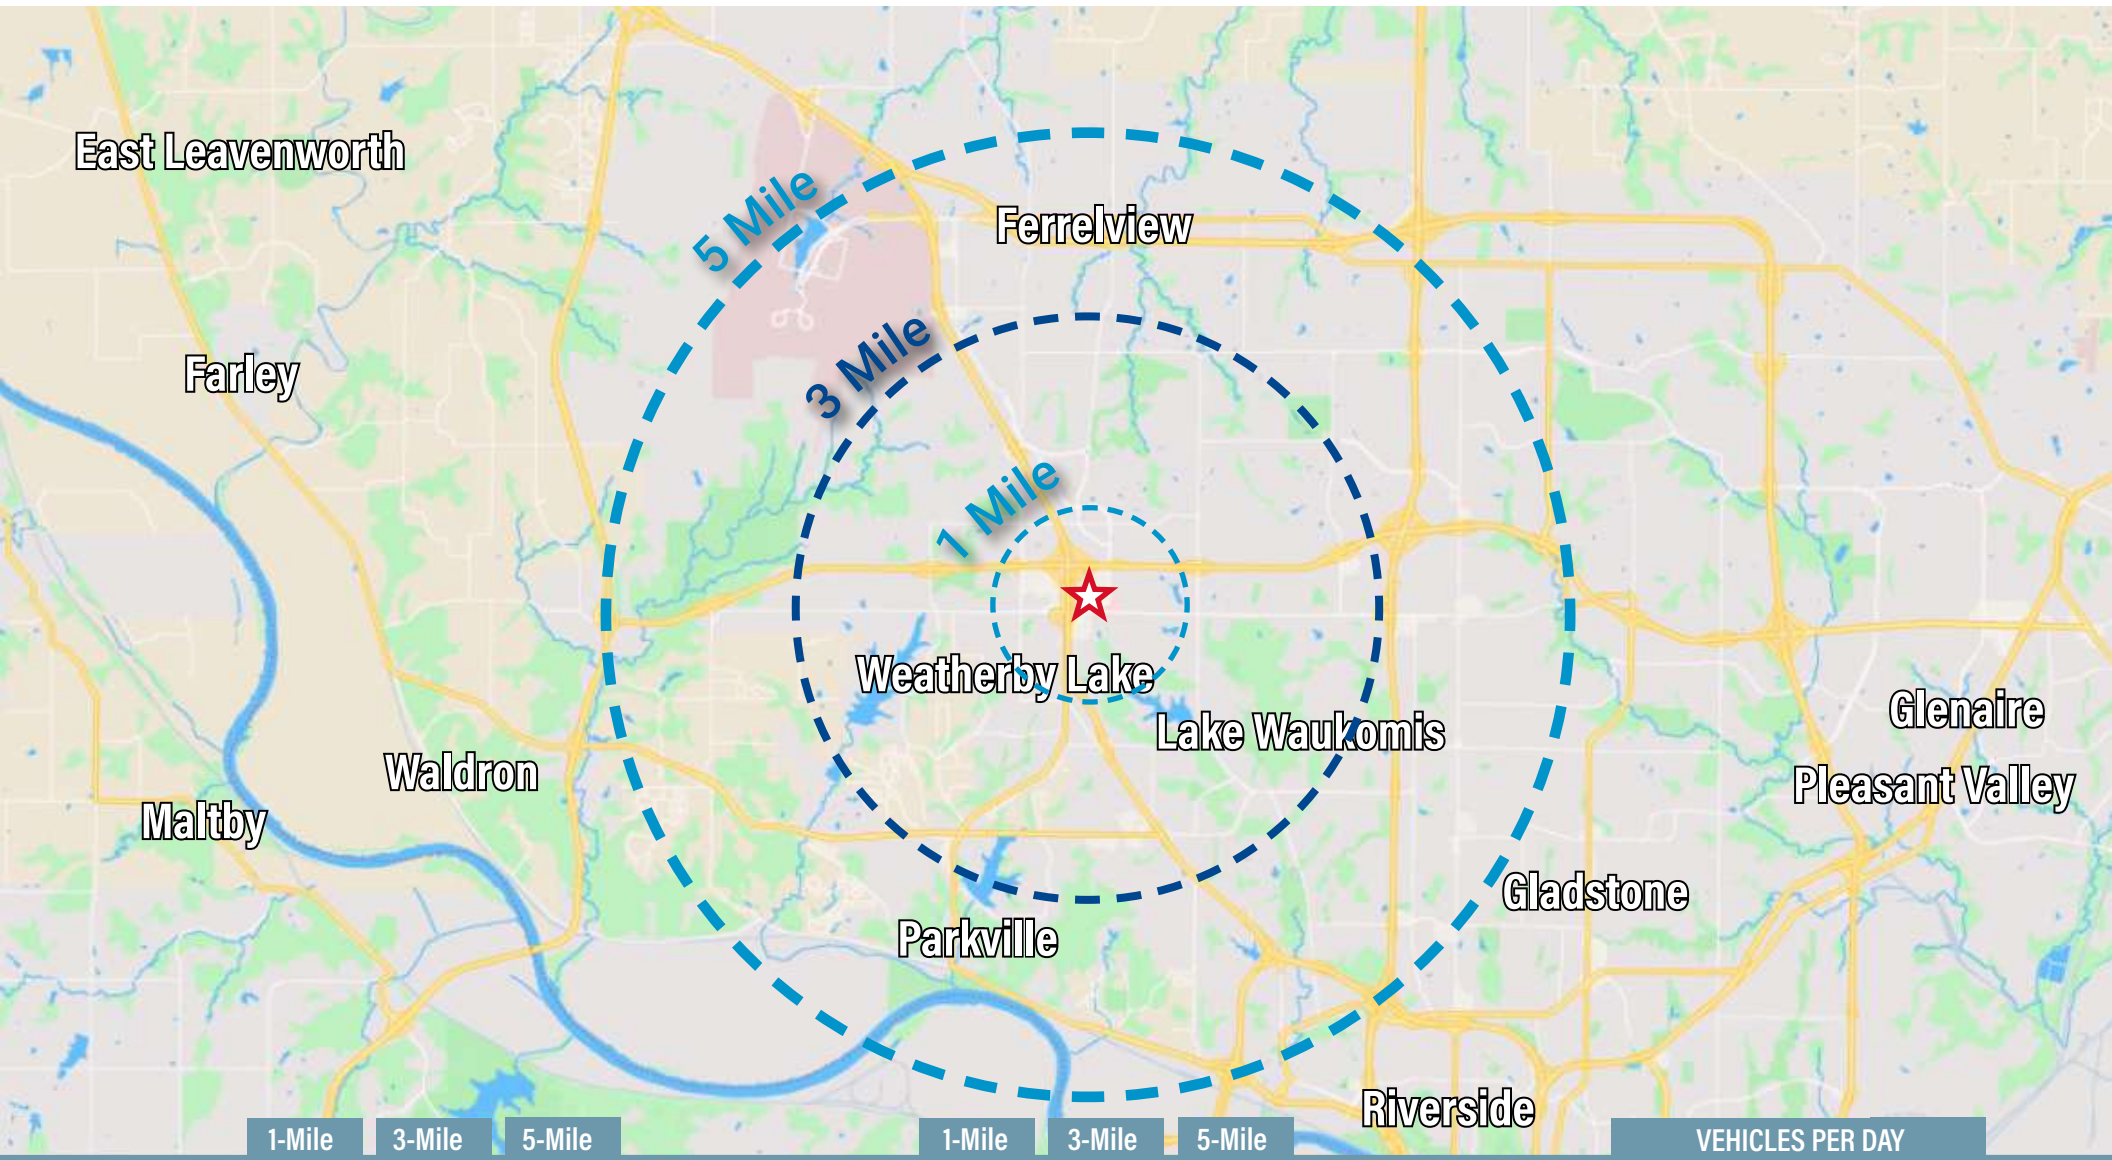 East Leavenworth
5 Mile
Ferrelview
3 Mile
Farley
1 Mile
Weatherby Lake
Lake Waukomis
Glenaire
Waldron
Pleasant Valley
Maltby
Gladstone
Parkville
Riverside
1-Mile 3-Mile 5-Mile 1-Mile 3-Mile 5-Mile VEHICLES PER DAY